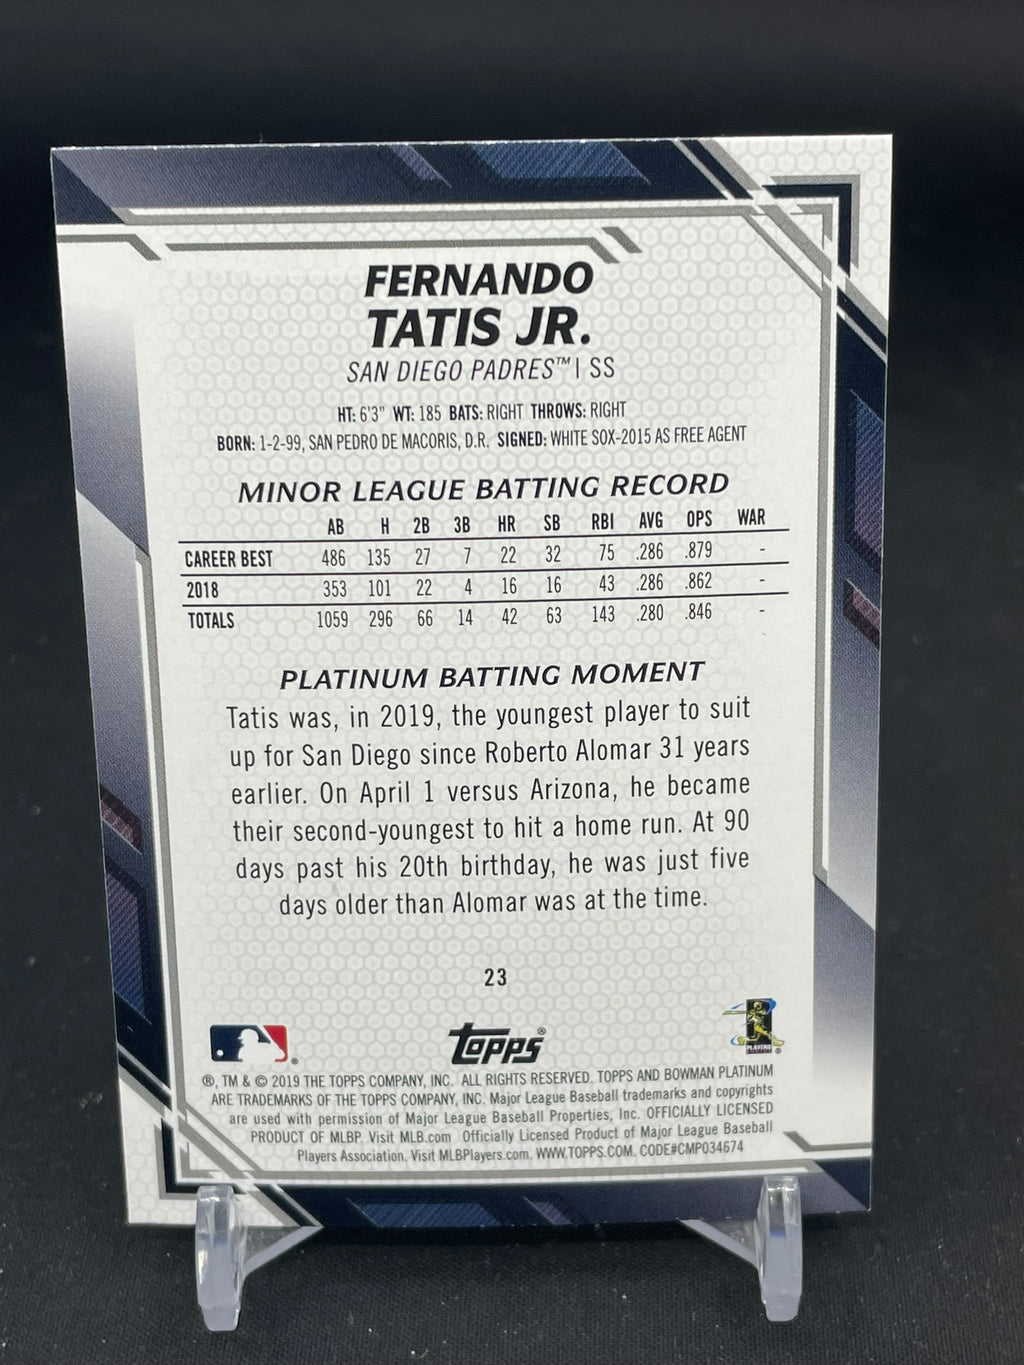 FERNANDO
TATIS JR.
SAN DIEGO PADRES™ | SS
HT: 6'3" WT: 185 BATS: RIGHT THROWS: RIGHT
BORN: 1-2-99, SAN PEDRO DE MACORIS, D.R. SIGNED: WHITE SOX-2015 AS FREE AGENT
MINOR LEAGUE BATTING RECORD
AB H 2B 3B HR SB RBI AVG OPS WAR
CAREER BEST 486 135 27 7 22 32 75 .286 .879 -
2018 353 101 22 4 16 16 43 .286 .862 -
TOTALS 1059 296 66 14 42 63 143 .280 .846 -
PLATINUM BATTING MOMENT
Tatis was, in 2019, the youngest player to suit
up for San Diego since Roberto Alomar 31 years
earlier. On April 1 versus Arizona, he became
their second-youngest to hit a home run. At 90
days past his 20th birthday, he was just five
days older than Alomar was at the time.
23
® Topps® PLAYERS ®
®, TM & © 2019 THE TOPPS COMPANY, INC. ALL RIGHTS RESERVED. TOPPS AND BOWMAN PLATINUM
ARE TRADEMARKS OF THE TOPPS COMPANY, INC. Major League Baseball trademarks and copyrights
are used with permission of Major League Baseball Properties, Inc. OFFICIALLY LICENSED
PRODUCT OF MLBP. Visit MLB.com Officially Licensed Product of Major League Baseball
Players Association. Visit MLBPlayers.com. WWW.TOPPS.COM. CODE#CMP034674